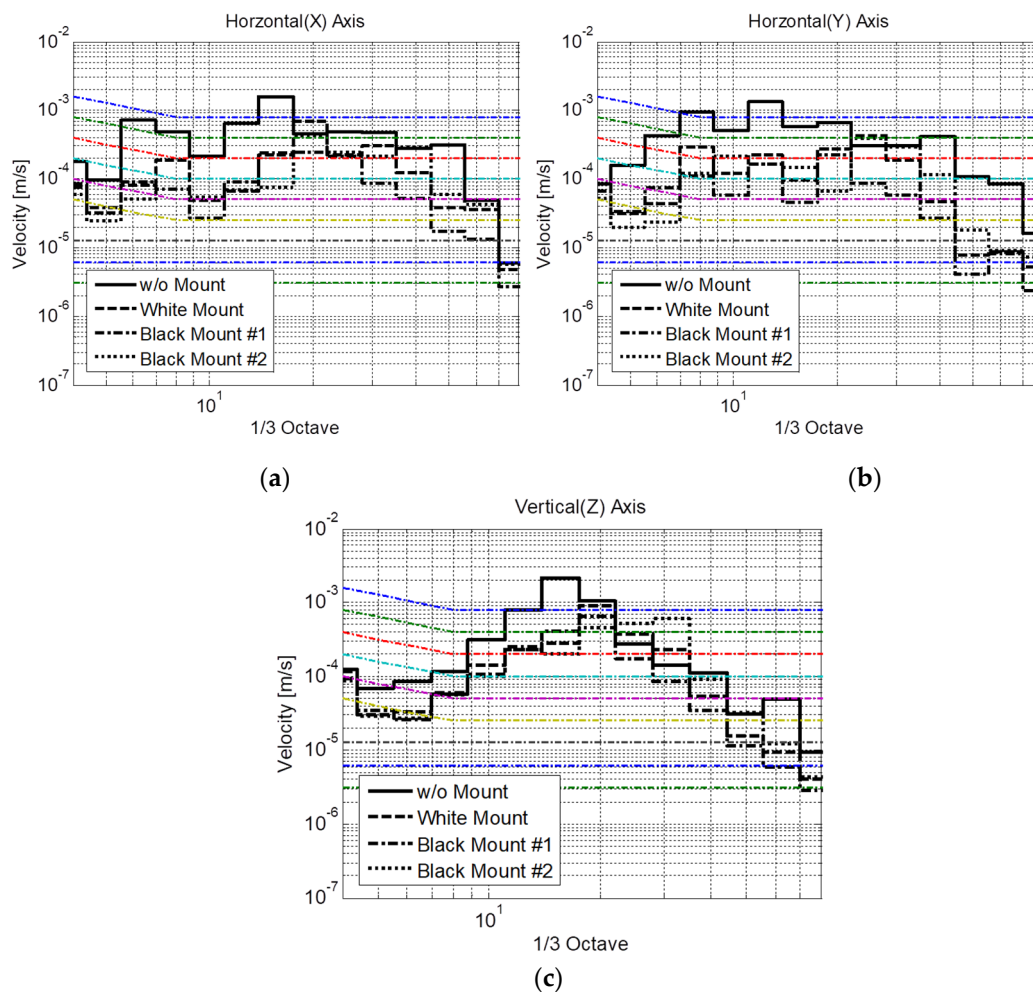 Horzontal(X) Axis
10^-2
10^-3
10^-4
10^-5
10^-6
10^-7
Velocity [m/s]
w/o Mount
White Mount
Black Mount #1
Black Mount #2
10^1
1/3 Octave
(a)
Horzontal(Y) Axis
10^-2
10^-3
10^-4
10^-5
10^-6
10^-7
Velocity [m/s]
w/o Mount
White Mount
Black Mount #1
Black Mount #2
10^1
1/3 Octave
(b)
Vertical(Z) Axis
10^-2
10^-3
10^-4
10^-5
10^-6
10^-7
Velocity [m/s]
w/o Mount
White Mount
Black Mount #1
Black Mount #2
10^1
1/3 Octave
(c)